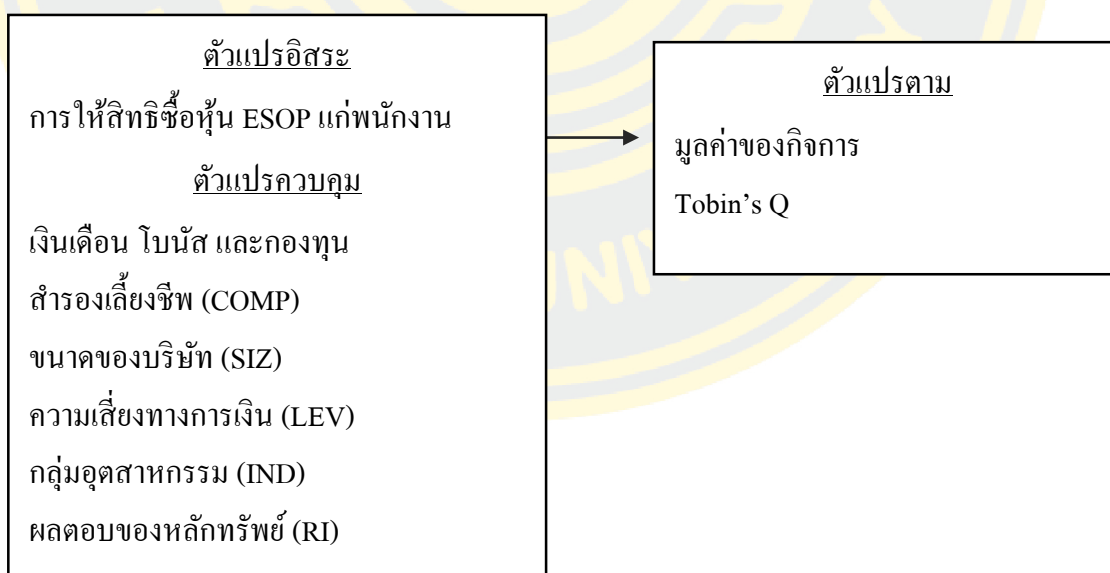 ตัวแปรอิสระ
การให้สิทธิซื้อหุ้น ESOP แก่พนักงาน
ตัวแปรควบคุม
เงินเดือน โบนัส และกองทุน
สำรองเลี้ยงชีพ (COMP)
ขนาดของบริษัท (SIZ)
ความเสี่ยงทางการเงิน (LEV)
กลุ่มอุตสาหกรรม (IND)
ผลตอบของหลักทรัพย์ (RI)
ตัวแปรตาม
มูลค่าของกิจการ
Tobin’s Q